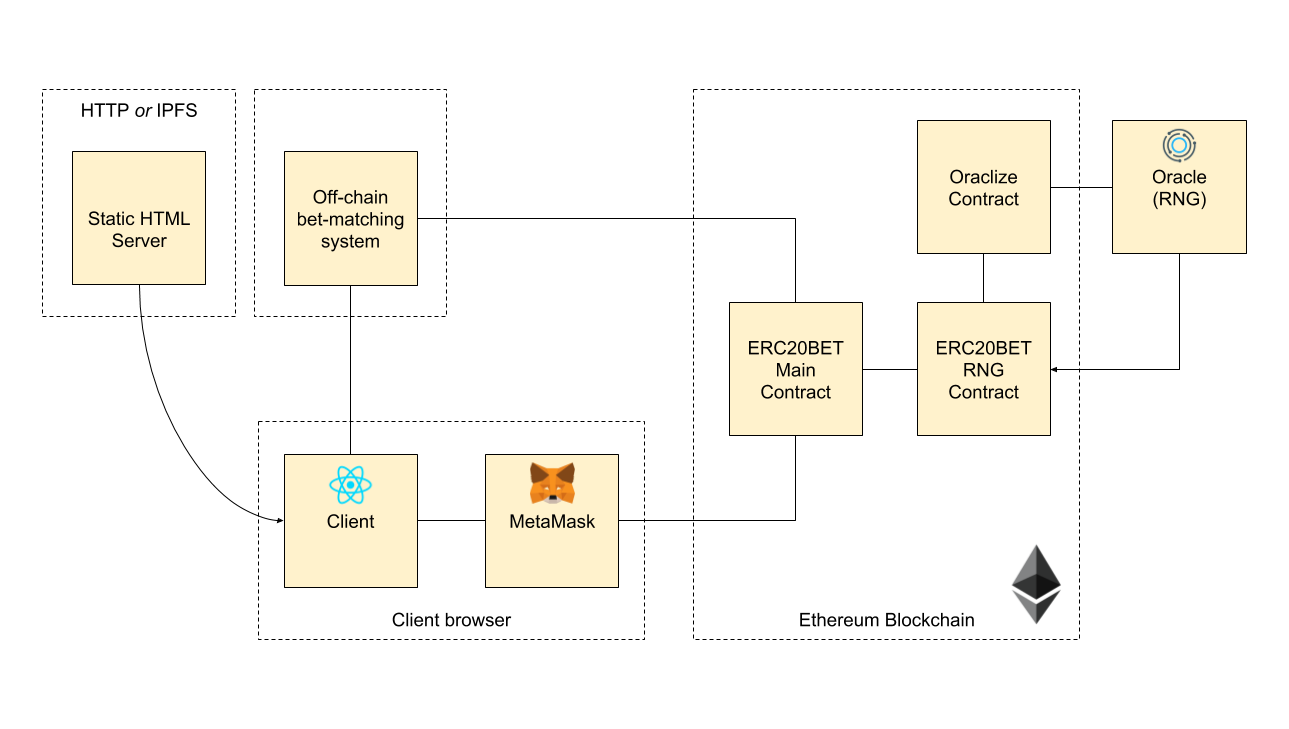 HTTP or IPFS
Static HTML
Server
Off-chain
bet-matching
system
Oraclize
Contract
Oracle
(RNG)
ERC20BET
Main
Contract
ERC20BET
RNG
Contract
Client
MetaMask
Client browser
Ethereum Blockchain